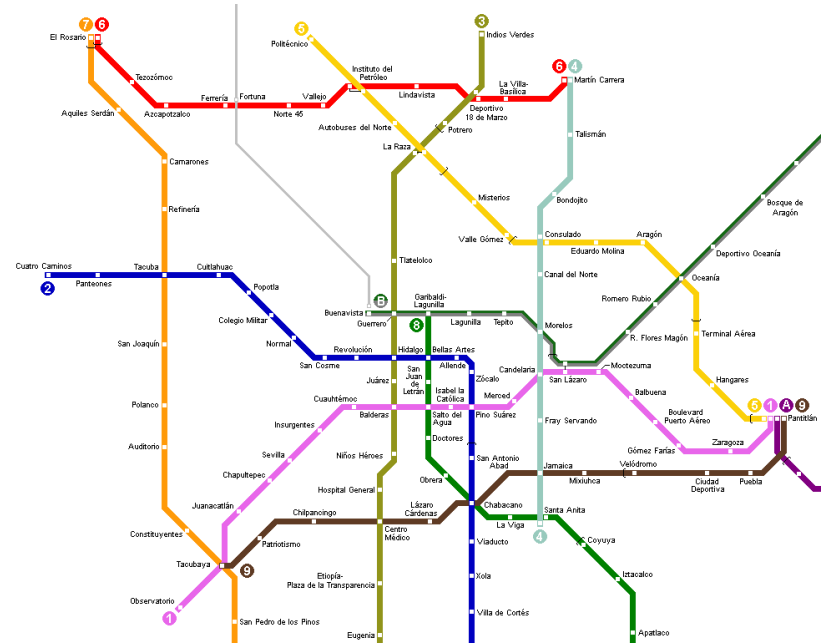 7
6
El Rosario
5
Politécnico
3
Indios Verdes
Tezozómoc
Instituto del
Petróleo
La Villa-
Basílica
6
4
Martín Carrera
Ferrería
Fortuna
Vallejo
Lindavista
Aquiles Serdán
Azcapotzalco
Norte 45
Deportivo
18 de Marzo
Autobuses del Norte
Potrero
Talismán
La Raza
Camarones
Misterios
Bondojito
Bosque de
Aragón
Refinería
Valle Gómez
Consulado
Aragón
Eduardo Molina
Deportivo Oceanía
Tlatelolco
Cuatro Caminos
Tacuba
Cuitlahuac
Panteones
2
Canal del Norte
Oceanía
Popotla
Colegio Militar
Buenavista
B
Garibaldi-
Lagunilla
Guerrero
8
Lagunilla
Tepito
Romero Rubio
Morelos
R. Flores Magón
Terminal Aérea
San Joaquín
Normal
Revolución
San Cosme
Hidalgo
Bellas Artes
Allende
San
Juan
de
Letrán
Juárez
Zócalo
Candelaria
San Lázaro
Moctezuma
Hangares
Polanco
Cuauhtémoc
Isabel la
Católica
Merced
Balbuena
Insurgentes
Balderas
Salto del
Agua
Pino Suárez
Fray Servando
Boulevard
Puerto Aéreo
5
1
A
9
Pantitlán
Auditorio
Sevilla
Doctores
Zaragoza
Gómez Farías
Niños Héroes
San Antonio
Abad
Chapultepec
Obrera
Jamaica
Mixiuhca
Velódromo
Ciudad
Deportiva
Puebla
Hospital General
Juanacatlán
Chilpancingo
Lázaro
Cárdenas
Chabacano
Santa Anita
La Viga
4
Constituyentes
Patriotismo
Centro
Médico
Viaducto
Coyuya
Tacubaya
9
Etiopía-
Plaza de la Transparencia
Xola
Iztacalco
Observatorio
1
San Pedro de los Pinos
Villa de Cortés
Eugenia
Apatlaco